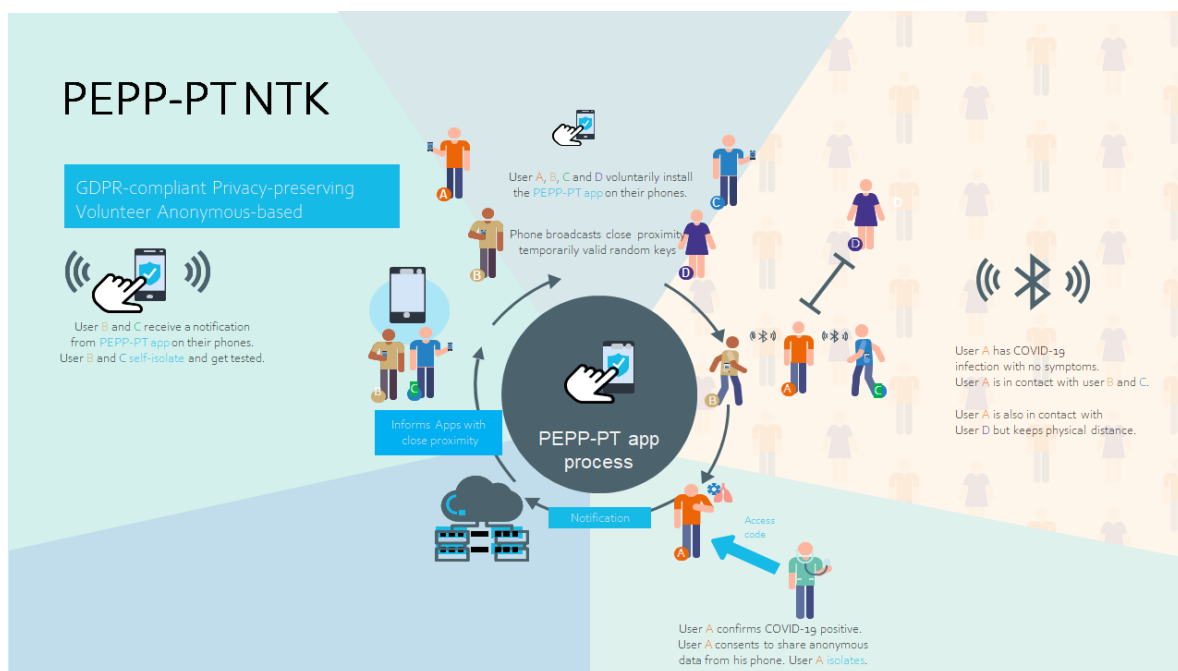 PEPP-PT NTK
GDPR-compliant Privacy-preserving
Volunteer Anonymous-based
User B and C receive a notification
from PEPP-PT app on their phones.
User B and C self-isolate and get tested.
A
C
User A, B, C and D voluntarily install
the PEPP-PT app on their phones.
Phone broadcasts close proximity
temporarily valid random keys
B
D
D
D
B
A
C
User A has COVID-19
infection with no symptoms.
User A is in contact with user B and C.
User A is also in contact with
User D but keeps physical distance.
B
C
Informs Apps with
close proximity
PEPP-PT app
process
Notification
A
Access
code
User A confirms COVID-19 positive.
User A consents to share anonymous
data from his phone. User A isolates.